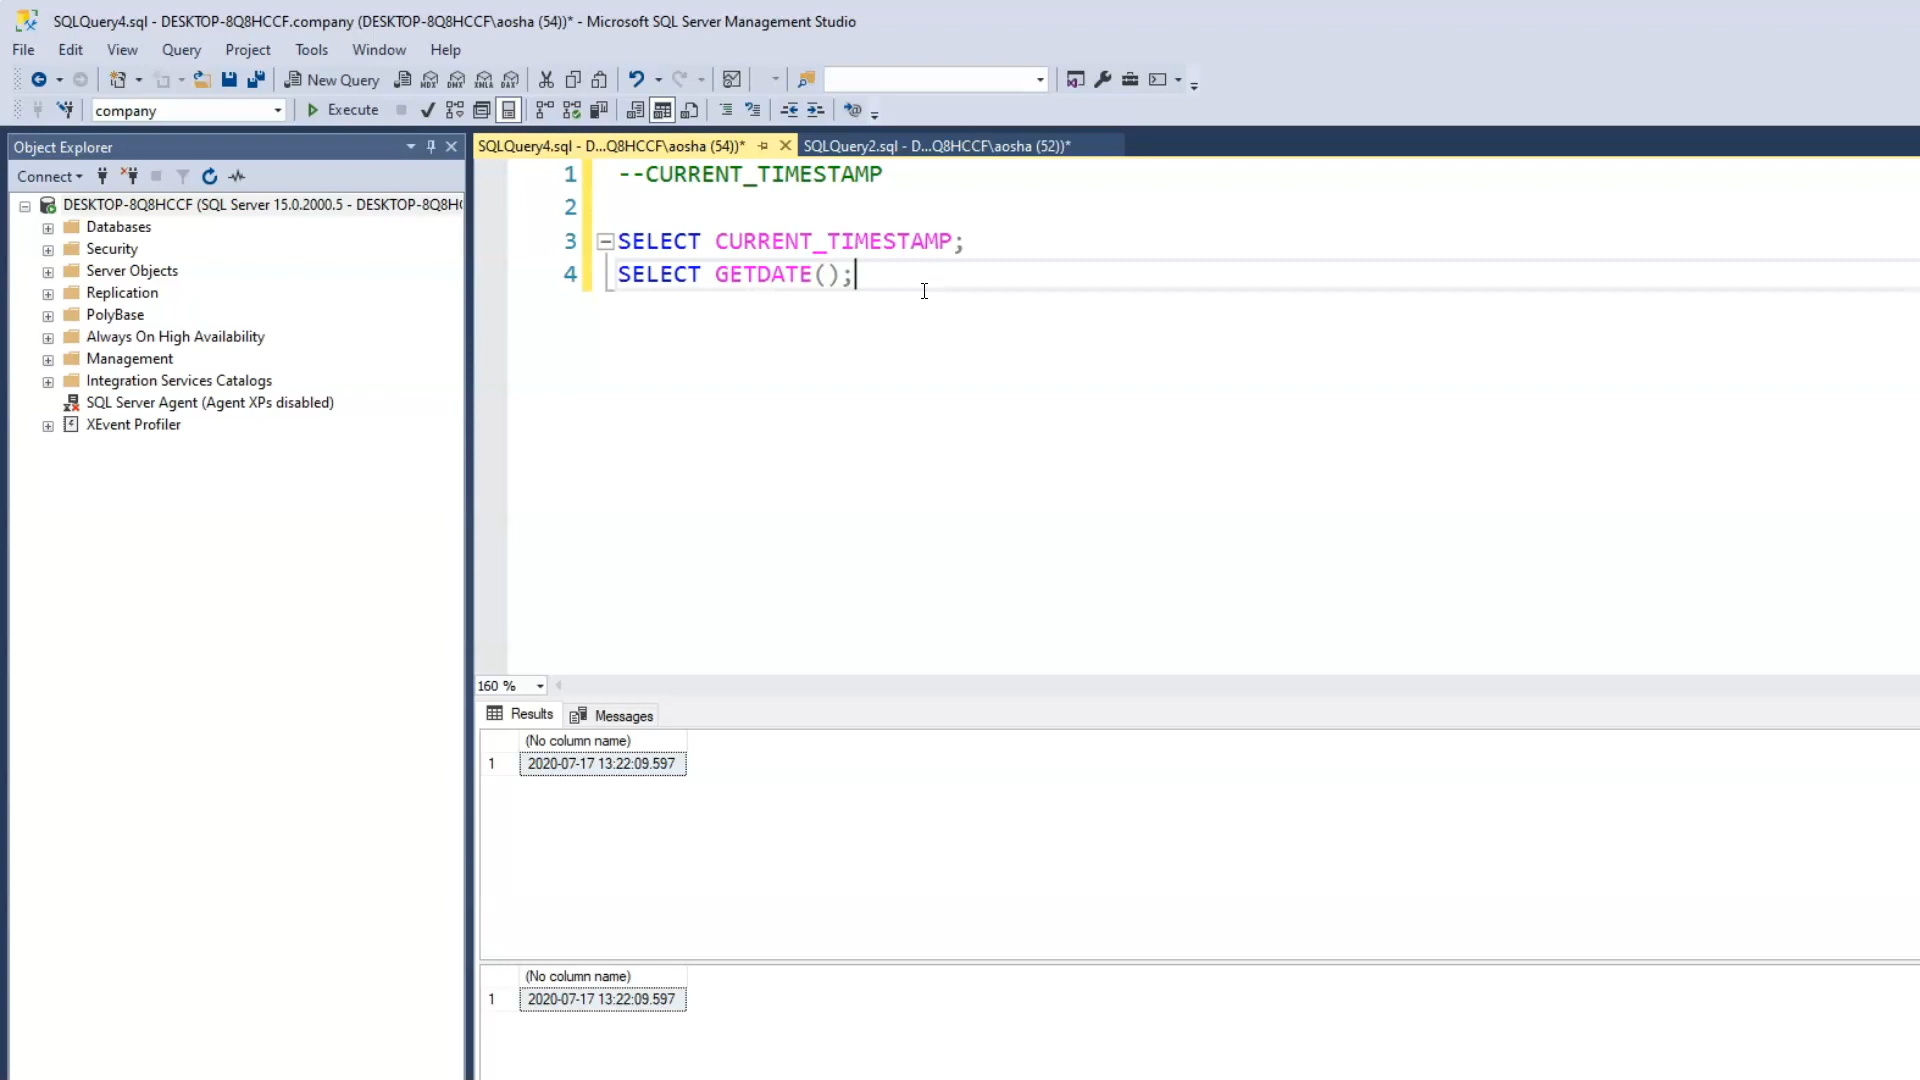 SQLQuery4.sql - DESKTOP-8Q8HCCF.company (DESKTOP-8Q8HCCF\aosha (54))* - Microsoft SQL Server Management Studio
File Edit View Query Project Tools Window Help
New Query MDX DMX XMLA DAX
company Execute
Object Explorer
Connect
DESKTOP-8Q8HCCF (SQL Server 15.0.2000.5 - DESKTOP-8Q8H
Databases
Security
Server Objects
Replication
PolyBase
Always On High Availability
Management
Integration Services Catalogs
SQL Server Agent (Agent XPs disabled)
XEvent Profiler
SQLQuery4.sql - D...Q8HCCF\aosha (54))* SQLQuery2.sql - D...Q8HCCF\aosha (52))*
1 --CURRENT_TIMESTAMP
2
3 SELECT CURRENT_TIMESTAMP;
4 SELECT GETDATE();
160 %
Results Messages
(No column name)
1 2020-07-17 13:22:09.597
(No column name)
1 2020-07-17 13:22:09.597